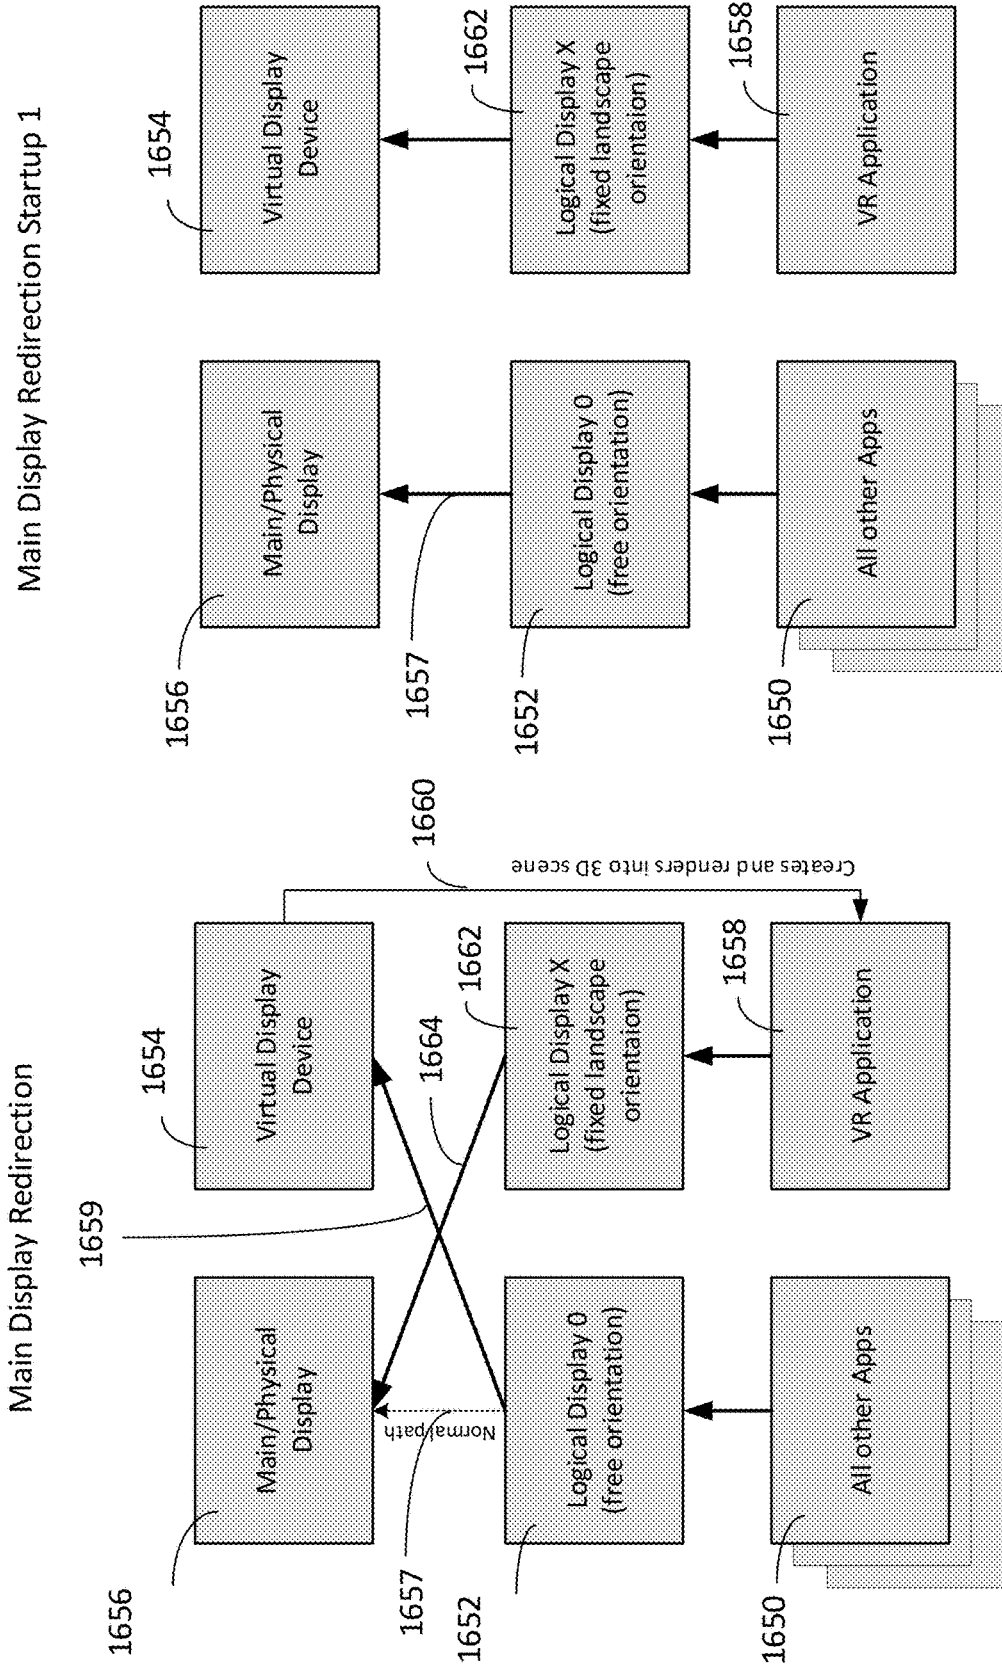 Main Display Redirection
1659
1656
Main/Physical
Display
1654
Virtual Display
Device
1657
Normal path
1664
1660
Creates and renders into 3D scene
1652
Logical Display 0
(free orientation)
1662
Logical Display X
(fixed landscape
orientaion)
1650
All other Apps
1658
VR Application
Main Display Redirection Startup 1
1656
Main/Physical
Display
1654
Virtual Display
Device
1657
1652
Logical Display 0
(free orientation)
1662
Logical Display X
(fixed landscape
orientaion)
1650
All other Apps
1658
VR Application